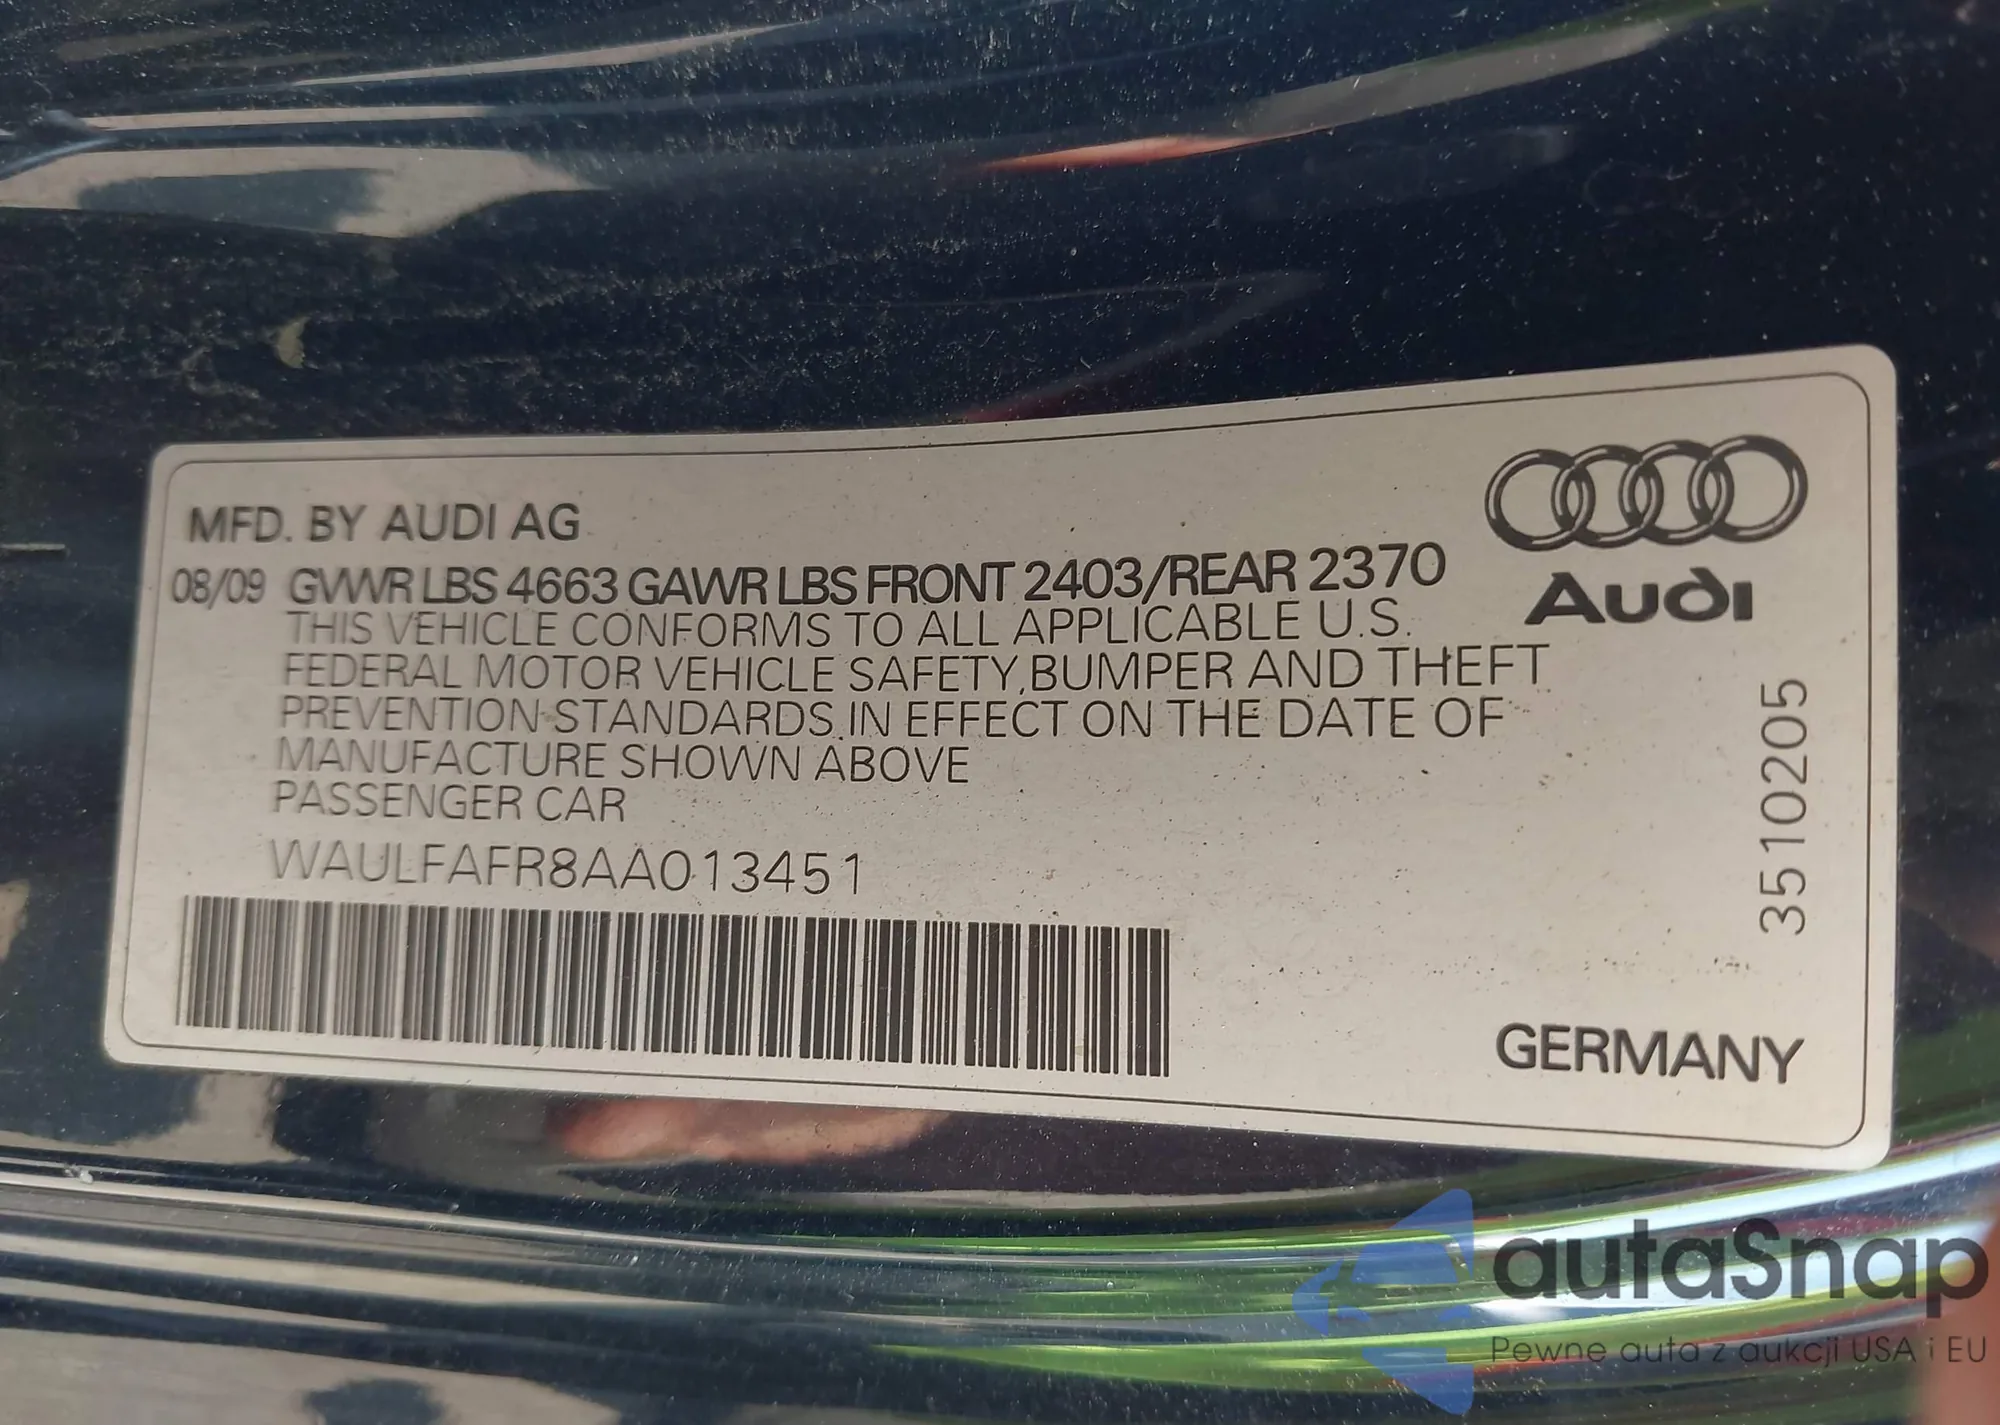 MFD. BY AUDI AG
08/09 GVWR LBS 4663 GAWR LBS FRONT 2403/REAR 2370
THIS VEHICLE CONFORMS TO ALL APPLICABLE U.S.
FEDERAL MOTOR VEHICLE SAFETY,BUMPER AND THEFT
PREVENTION STANDARDS IN EFFECT ON THE DATE OF
MANUFACTURE SHOWN ABOVE
PASSENGER CAR
WAULFAFR8AA013451
Audi
3510205
GERMANY
autaSnap
Pewne auta z aukcji USA i EU